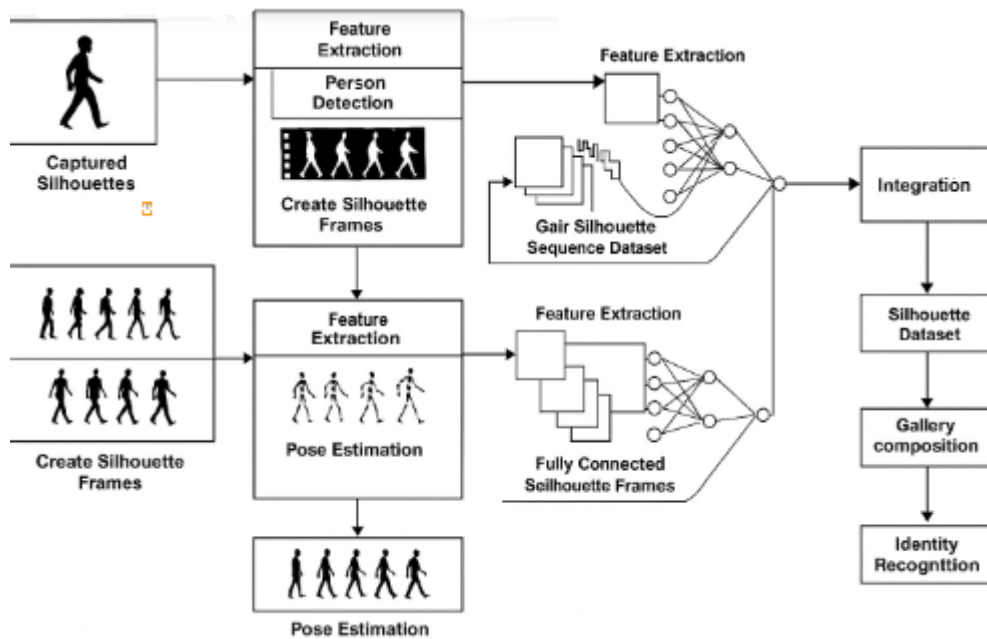 Feature
Extraction
Person
Detection
Create Silhouette
Frames
Captured
Silhouettes
Feature Extraction
Gair Silhouette
Sequence Dataset
Integration
Silhouette
Dataset
Gallery
composition
Identity
Recognttion
Create Silhouette
Frames
Feature
Extraction
Pose Estimation
Feature Extraction
Fully Connected
Seilhouette Frames
Pose Estimation